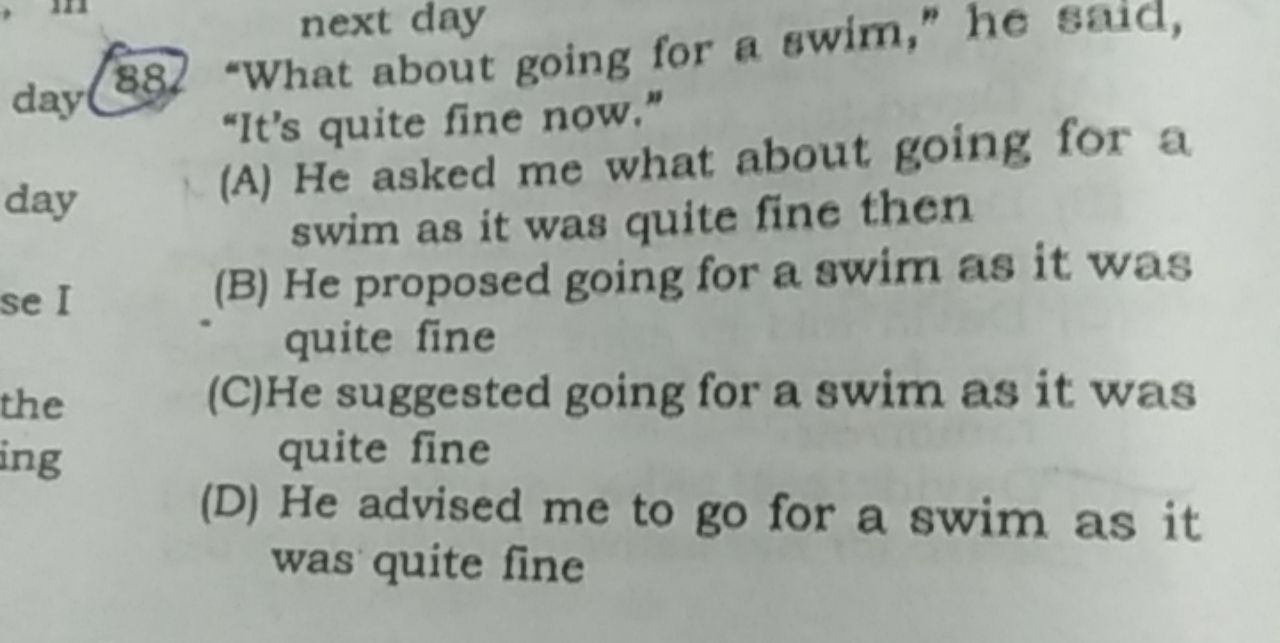 , in
next day
day 88. "What about going for a swim," he said,
"It's quite fine now."
(A) He asked me what about going for a
day
swim as it was quite fine then
(B) He proposed going for a swim as it was
se I
quite fine
(C)He suggested going for a swim as it was
the
quite fine
ing
(D) He advised me to go for a swim as it
was quite fine